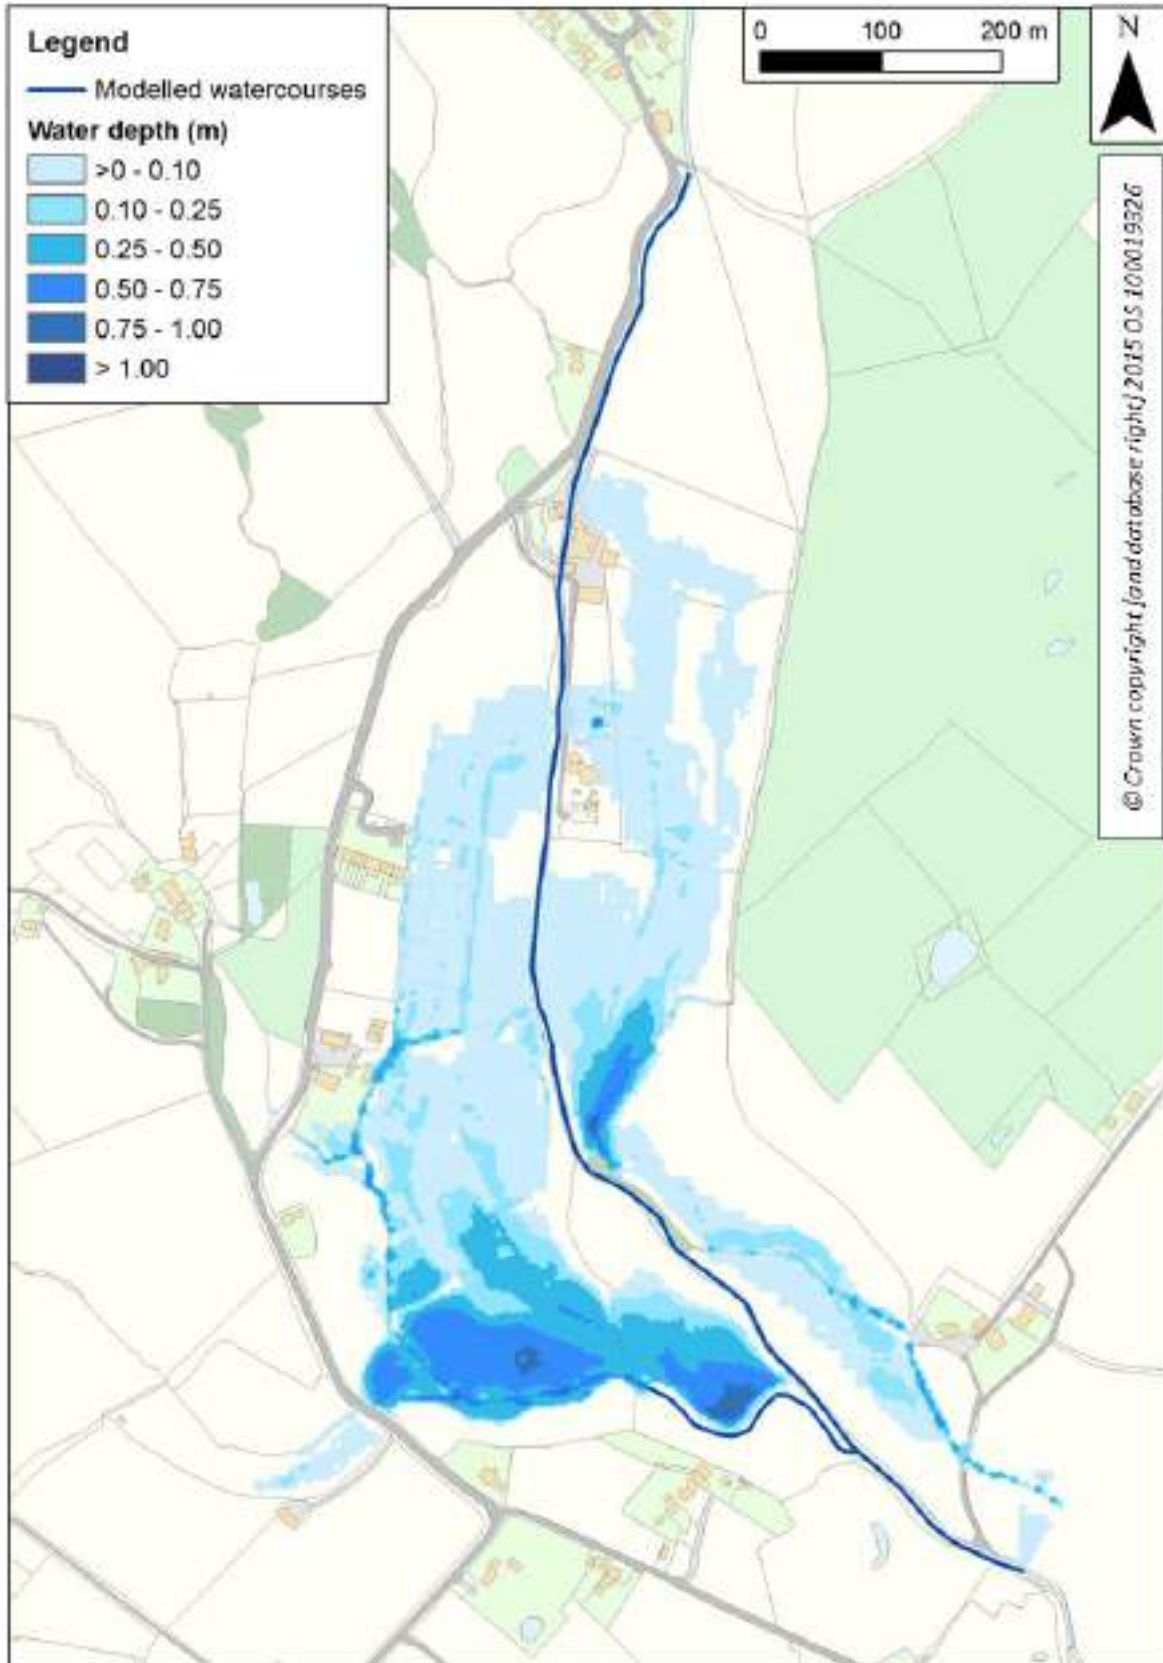 Legend
Modelled watercourses
Water depth (m)
>0 - 0.10
0.10 - 0.25
0.25 - 0.50
0.50 - 0.75
0.75 - 1.00
> 1.00
0 100 200 m
N
© Crown copyright [and database right] 2015 OS 100019326